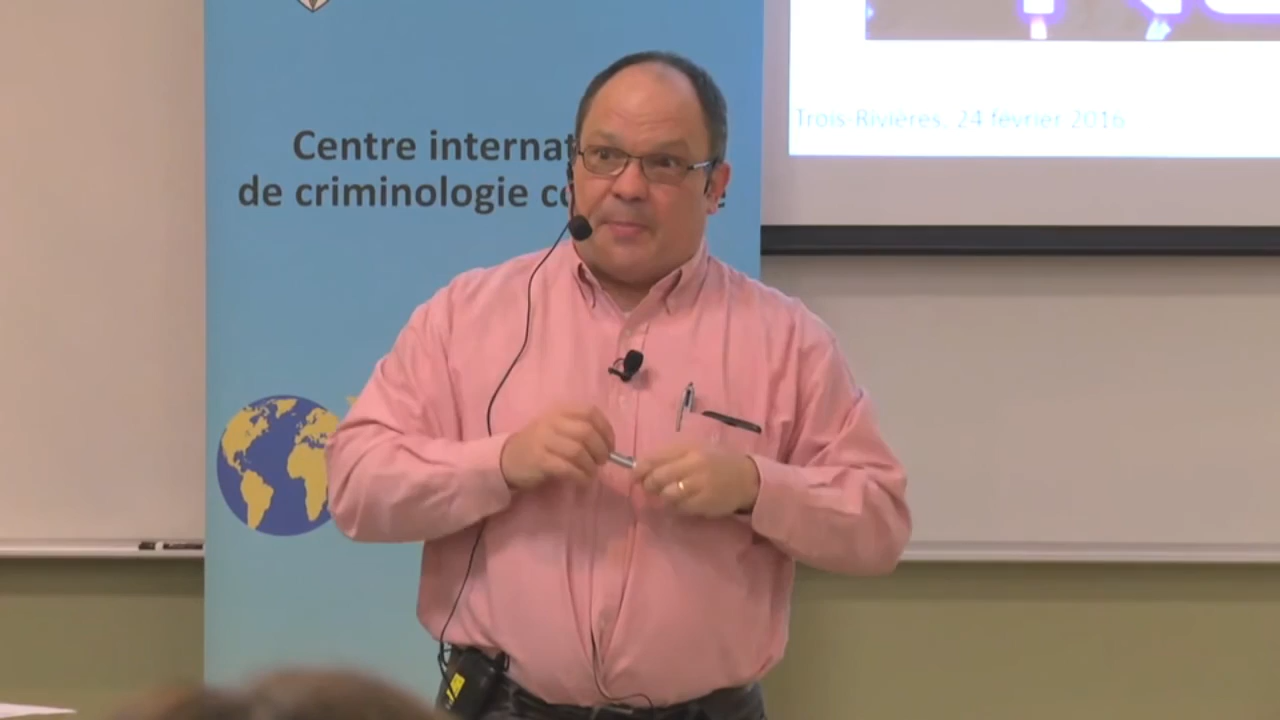 Centre internat
de criminologie co e
Trois-Rivières, 24 février 2016